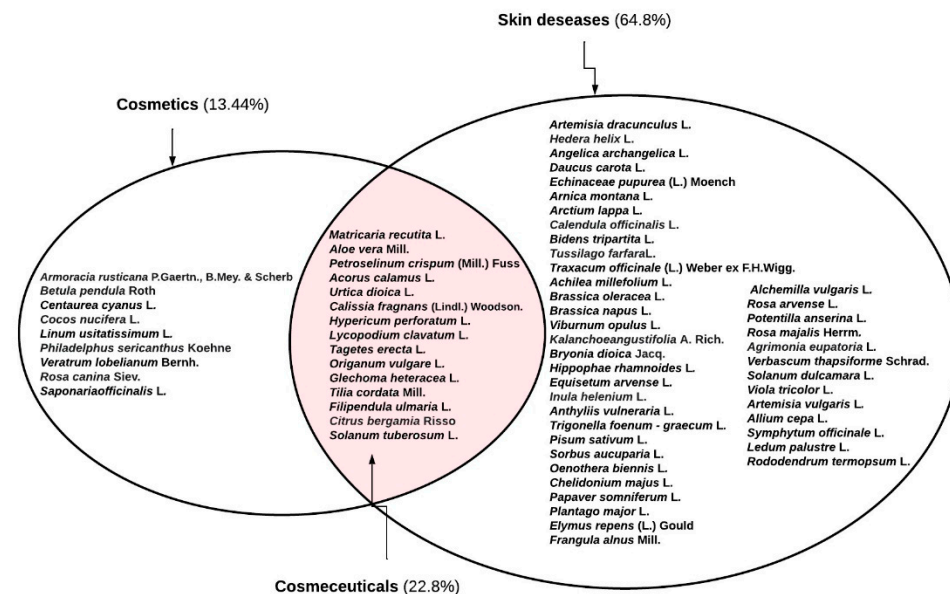 Skin deseases (64.8%)
Cosmetics (13.44%)
Armoracia rusticana P.Gaertn., B.Mey. & Scherb
Betula pendula Roth
Centaurea cyanus L.
Cocos nucifera L.
Linum usitatissimum L.
Philadelphus sericanthus Koehne
Veratrum lobelianum Bernh.
Rosa canina Siev.
Saponariaofficinalis L.
Matricaria recutita L.
Aloe vera Mill.
Petroselinum crispum (Mill.) Fuss
Acorus calamus L.
Urtica dioica L.
Calissia fragnans (Lindl.) Woodson.
Hypericum perforatum L.
Lycopodium clavatum L.
Tagetes erecta L.
Origanum vulgare L.
Glechoma heteracea L.
Tilia cordata Mill.
Filipendula ulmaria L.
Citrus bergamia Risso
Solanum tuberosum L.
Artemisia dracunculus L.
Hedera helix L.
Angelica archangelica L.
Daucus carota L.
Echinaceae pupurea (L.) Moench
Arnica montana L.
Arctium lappa L.
Calendula officinalis L.
Bidens tripartita L.
Tussilago farfaraL.
Traxacum officinale (L.) Weber ex F.H.Wigg.
Achilea millefolium L.
Brassica oleracea L.
Brassica napus L.
Viburnum opulus L.
Kalanchoeangustifolia A. Rich.
Bryonia dioica Jacq.
Hippophae rhamnoides L.
Equisetum arvense L.
Inula helenium L.
Anthyliis vulneraria L.
Trigonella foenum - graecum L.
Pisum sativum L.
Sorbus aucuparia L.
Oenothera biennis L.
Chelidonium majus L.
Papaver somniferum L.
Plantago major L.
Elymus repens (L.) Gould
Frangula alnus Mill.
Alchemilla vulgaris L.
Rosa arvense L.
Potentilla anserina L.
Rosa majalis Herrm.
Agrimonia eupatoria L.
Verbascum thapsiforme Schrad.
Solanum dulcamara L.
Viola tricolor L.
Artemisia vulgaris L.
Allium cepa L.
Symphytum officinale L.
Ledum palustre L.
Rododendrum termopsum L.
Cosmeceuticals (22.8%)